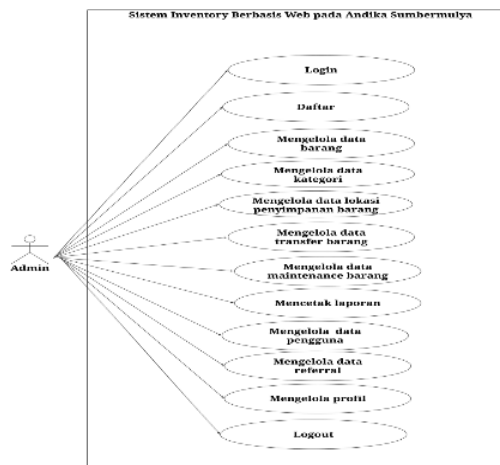 Sistem Inventory Berbasis Web pada Andika Sumbermulya
Login
Daftar
Mengelola data
barang
Mengelola data
kategori
Mengelola data lokasi
penyimpanan barang
Mengelola data
transfer barang
Admin
Mengelola data
maintenance barang
Mencetak laporan
Mengelola data
pengguna
Mengelola data
referral
Mengelola profil
Logout